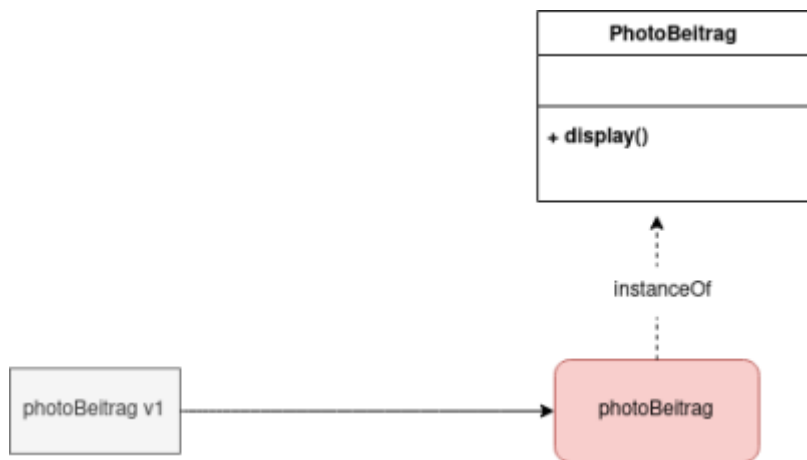 PhotoBeitrag
+ display()
instanceOf
photoBeitrag v1
photoBeitrag